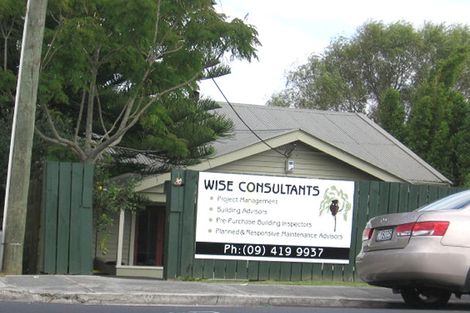 WISE CONSULTANTS
Project Management
Building Advisors
Pre-Purchase Building Inspectors
Planned & Responsive Maintenance Advisors
Ph:(09) 419 9937